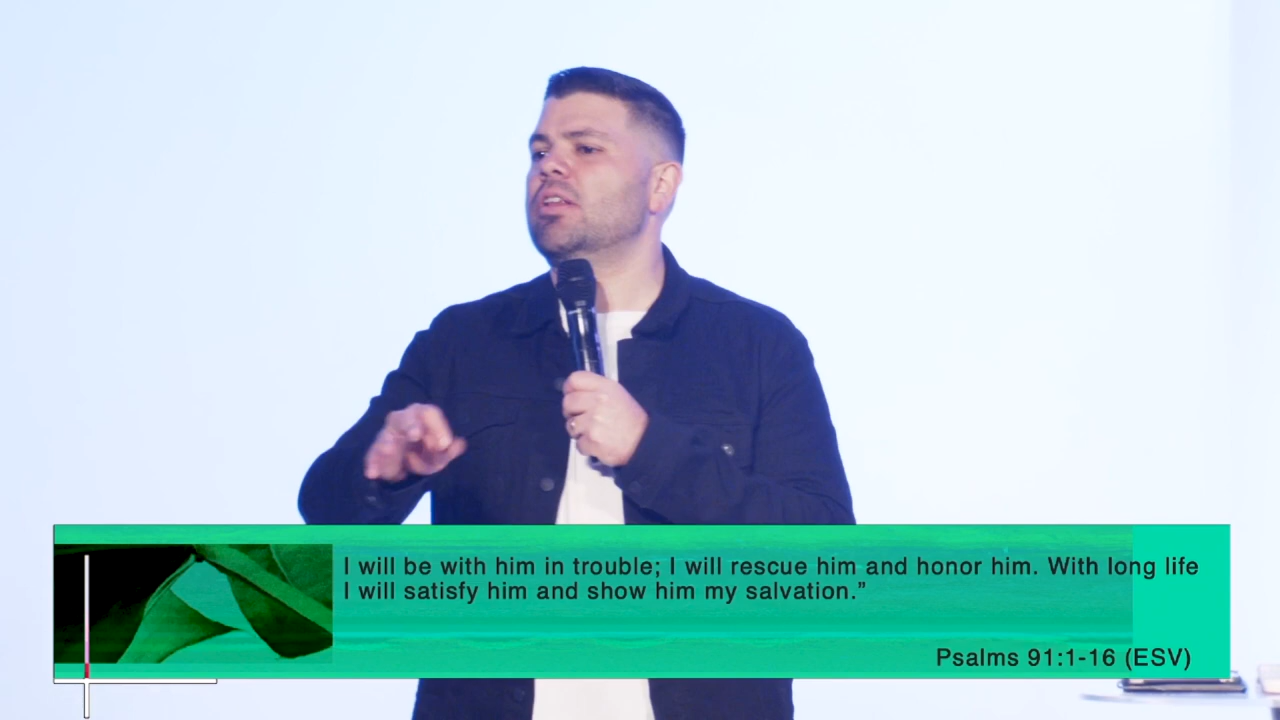 I will be with him in trouble; I will rescue him and honor him. With long life
I will satisfy him and show him my salvation.”
Psalms 91:1-16 (ESV)